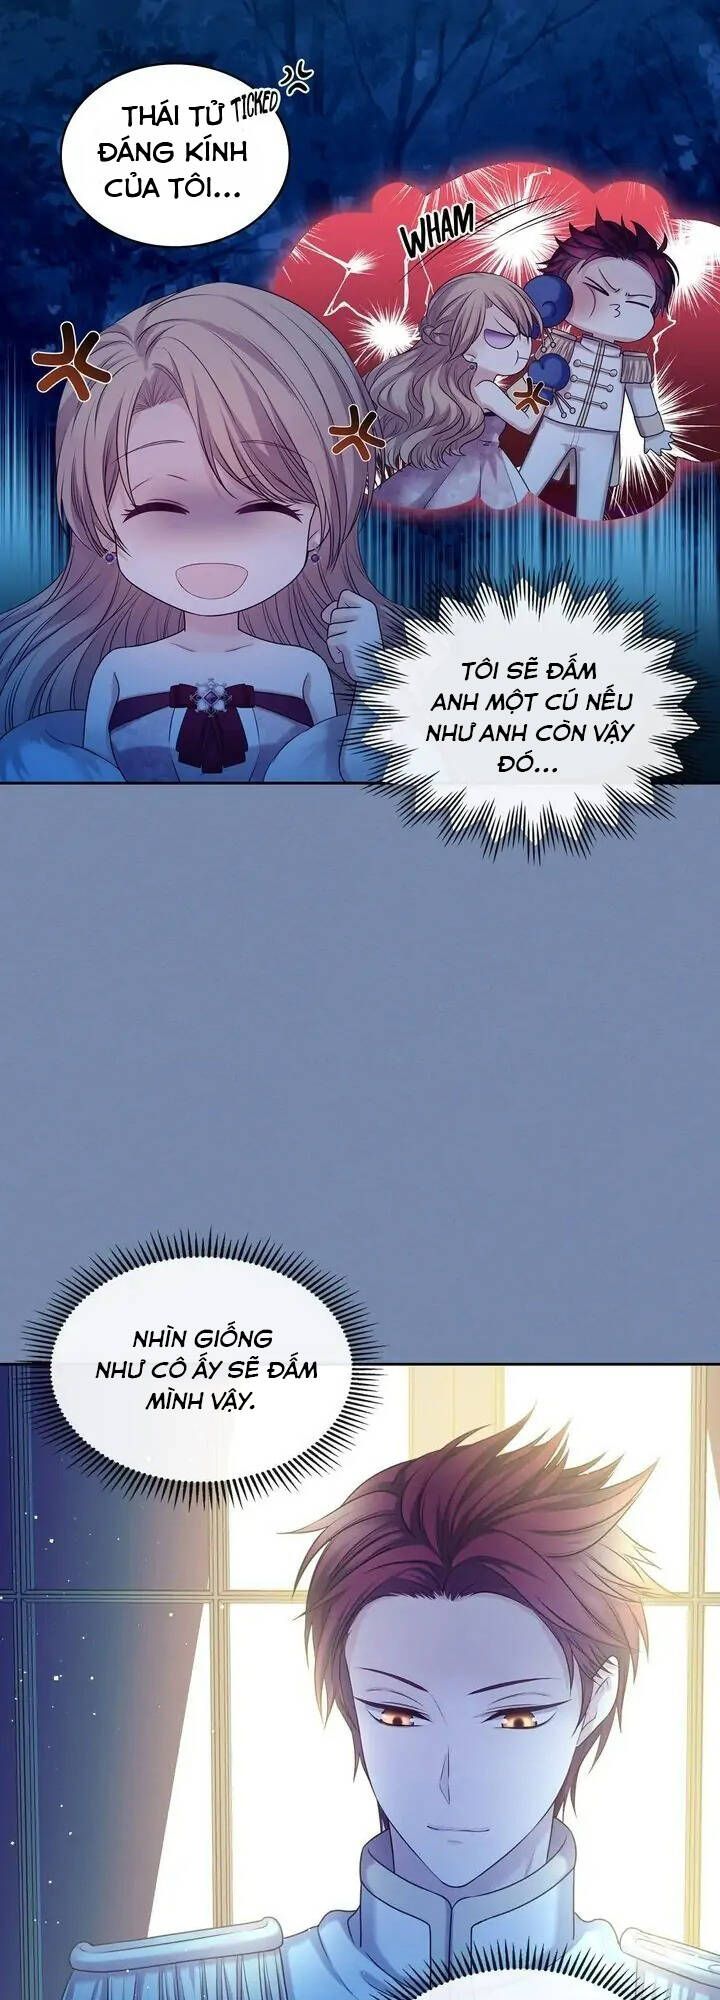 THÁI TỬ
ĐÁNG KÍNH
CỦA TÔI...
TICKED
WHAM
TÔI SẼ ĐẤM
ANH MỘT CÚ NẾU
NHƯ ANH CÒN VẬY
ĐÓ...
NHÌN GIỐNG
NHƯ CÔ ẤY SẼ ĐẤM
MÌNH VẬY.